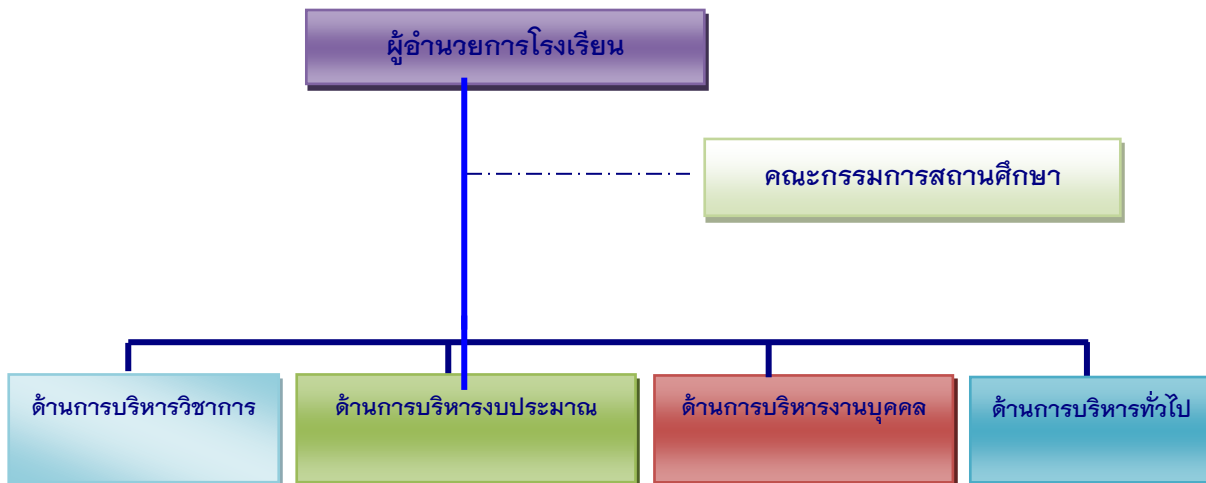 ผู้อำนวยการโรงเรียน
คณะกรรมการสถานศึกษา
ด้านการบริหารวิชาการ
ด้านการบริหารงบประมาณ
ด้านการบริหารงานบุคคล
ด้านการบริหารทั่วไป